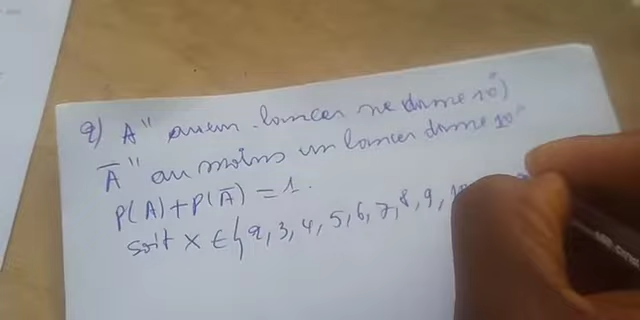 2) A " aucun lancer ne donne 10")
Ā " au moins un lancer donne 10"
P(A)+P(Ā) = 1.
soit X ∈ {2, 3, 4, 5, 6, 7, 8, 9,